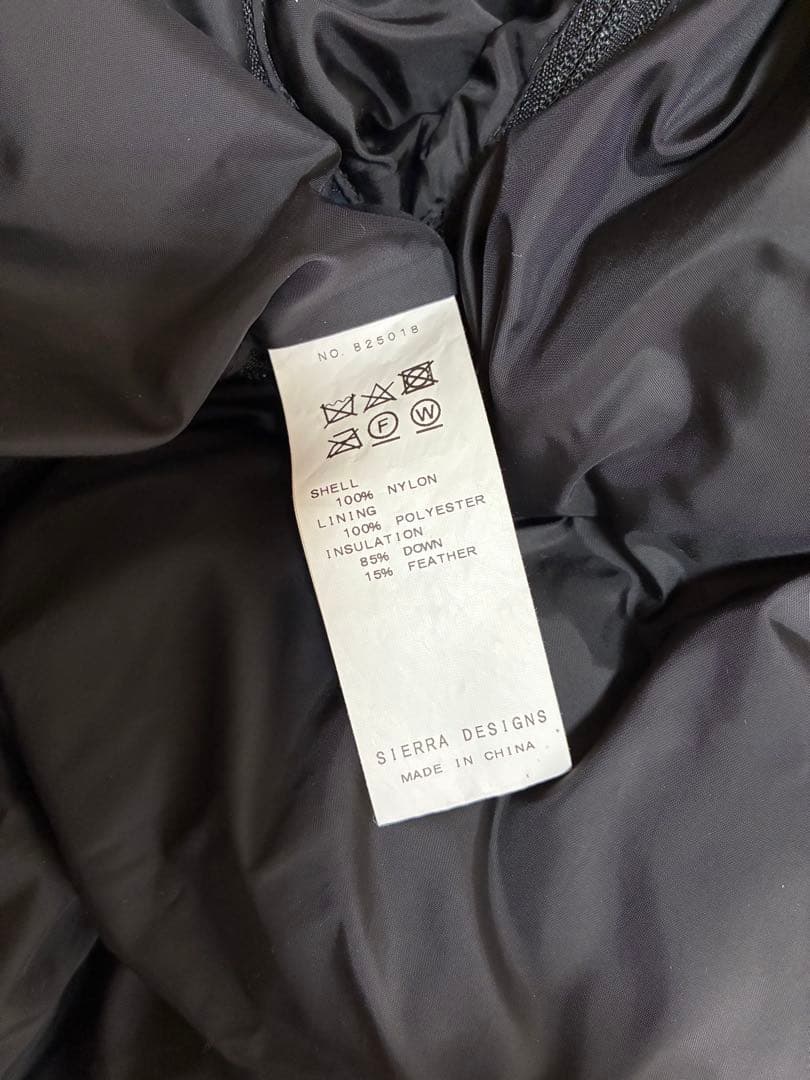 NO. 825018
F W
SHELL
100% NYLON
LINING
100% POLYESTER
INSULATION
85% DOWN
15% FEATHER
SIERRA DESIGNS
MADE IN CHINA